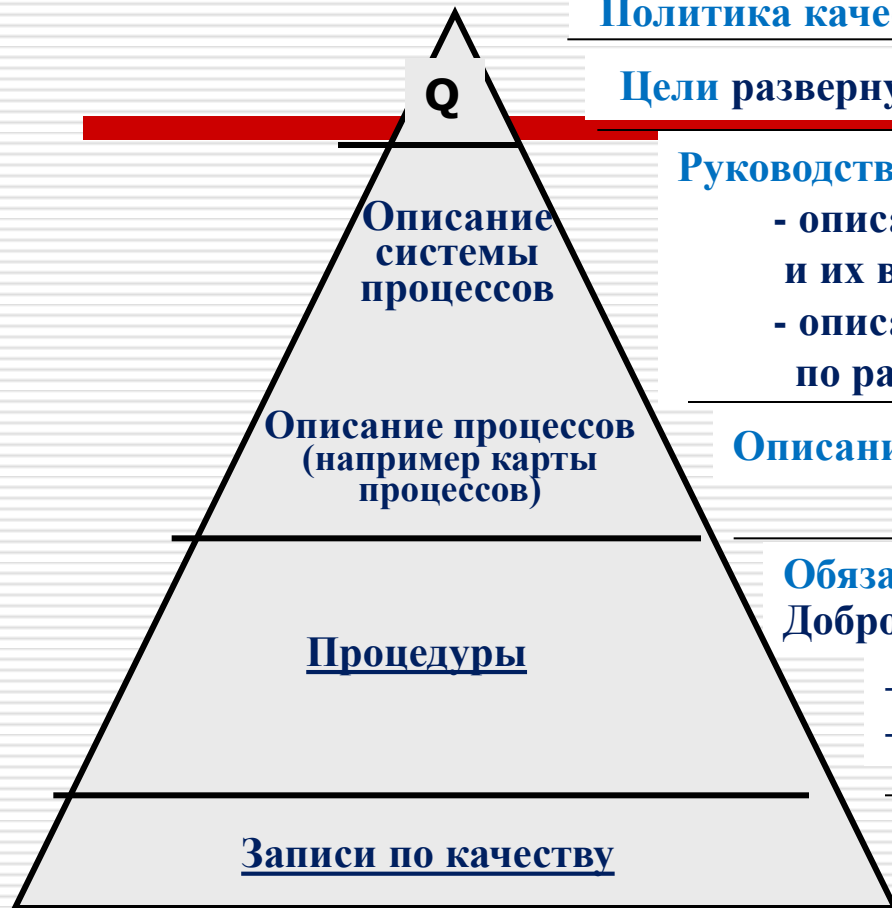 Политика каче
Q
Цели разверну
Руководств
- описа
и их в
- описа
по ра
Описание
системы
процессов
Описание процессов
(например карты
процессов)
Описани
Обяза
Добро
Процедуры
-
-
Записи по качеству